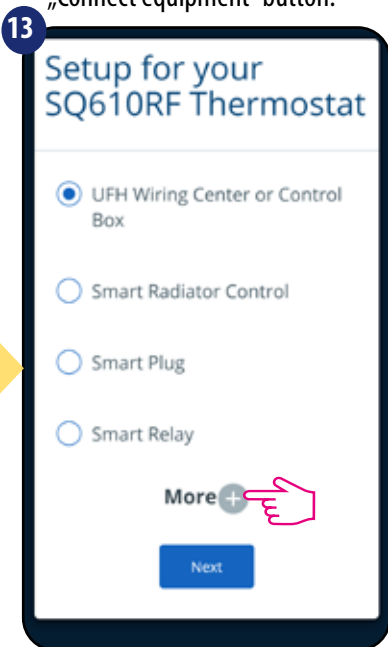 „Connect equipment” button.
13
Setup for your
SQ610RF Thermostat
UFH Wiring Center or Control
Box
Smart Radiator Control
Smart Plug
Smart Relay
More +
Next